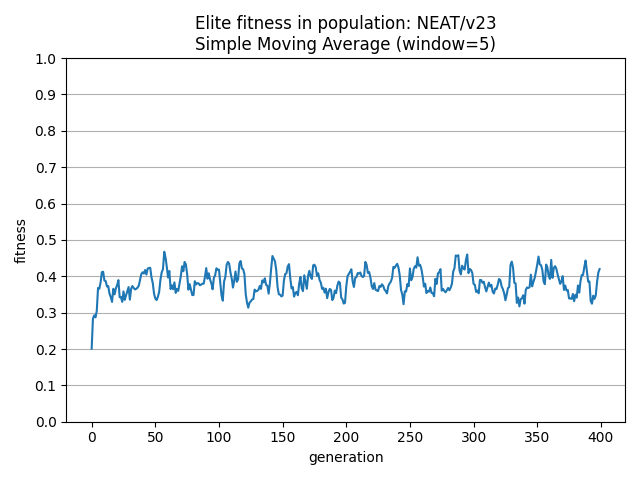 Elite fitness in population: NEAT/v23
Simple Moving Average (window=5)
1.0
0.9
0.8
0.7
0.6
0.5
0.4
0.3
0.2
0.1
0.0
fitness
0 50 100 150 200 250 300 350 400
generation